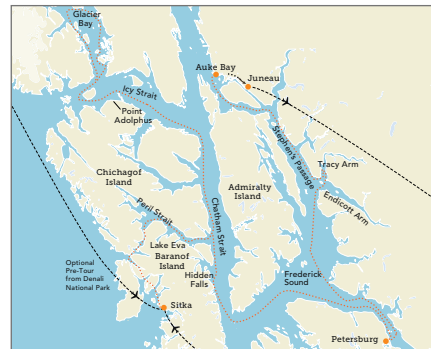 Glacier
Bay
Auke Bay
Juneau
Icy Strait
Point
Adolphus
Stephen's Passage
Tracy Arm
Chichagof
Island
Admiralty
Island
Endicott Arm
Peril Strait
Chatham Strait
Lake Eva
Baranof
Island
Hidden
Falls
Optional
Pre-Tour
from Denali
National Park
Frederick
Sound
Sitka
Petersburg